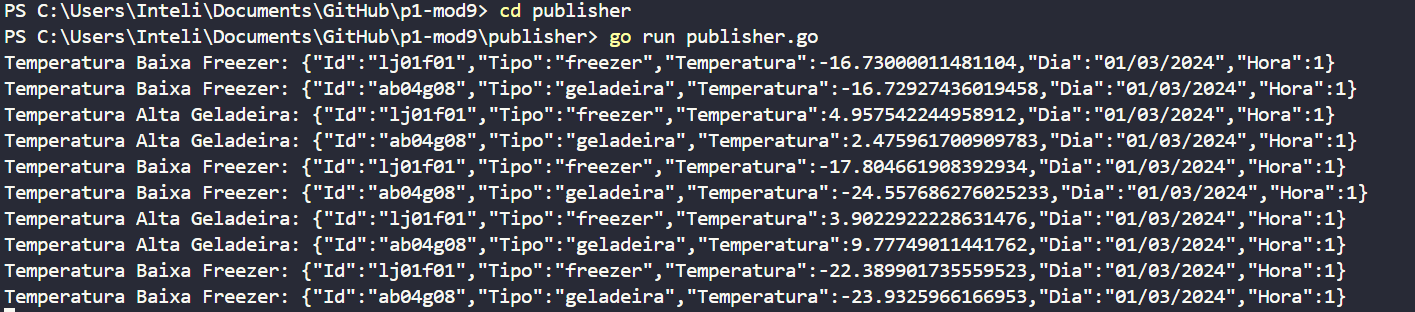 PS C:\Users\Inteli\Documents\GitHub\p1-mod9> cd publisher
PS C:\Users\Inteli\Documents\GitHub\p1-mod9\publisher> go run publisher.go
Temperatura Baixa Freezer: {"Id":"lj01f01","Tipo":"freezer","Temperatura":-16.73000011481104,"Dia":"01/03/2024","Hora":1}
Temperatura Baixa Freezer: {"Id":"ab04g08","Tipo":"geladeira","Temperatura":-16.72927436019458,"Dia":"01/03/2024","Hora":1}
Temperatura Alta Geladeira: {"Id":"lj01f01","Tipo":"freezer","Temperatura":4.957542244958912,"Dia":"01/03/2024","Hora":1}
Temperatura Alta Geladeira: {"Id":"ab04g08","Tipo":"geladeira","Temperatura":2.475961700909783,"Dia":"01/03/2024","Hora":1}
Temperatura Baixa Freezer: {"Id":"lj01f01","Tipo":"freezer","Temperatura":-17.804661908392934,"Dia":"01/03/2024","Hora":1}
Temperatura Baixa Freezer: {"Id":"ab04g08","Tipo":"geladeira","Temperatura":-24.557686276025233,"Dia":"01/03/2024","Hora":1}
Temperatura Alta Geladeira: {"Id":"lj01f01","Tipo":"freezer","Temperatura":3.9022922228631476,"Dia":"01/03/2024","Hora":1}
Temperatura Alta Geladeira: {"Id":"ab04g08","Tipo":"geladeira","Temperatura":9.77749011441762,"Dia":"01/03/2024","Hora":1}
Temperatura Baixa Freezer: {"Id":"lj01f01","Tipo":"freezer","Temperatura":-22.389901735559523,"Dia":"01/03/2024","Hora":1}
Temperatura Baixa Freezer: {"Id":"ab04g08","Tipo":"geladeira","Temperatura":-23.9325966166953,"Dia":"01/03/2024","Hora":1}